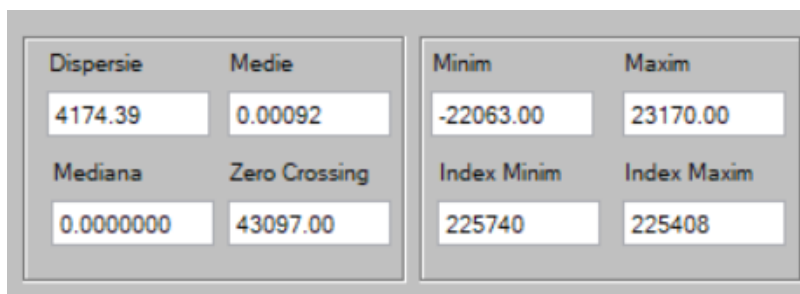 Dispersie Medie Minim Maxim
4174.39 0.00092 -22063.00 23170.00
Mediana Zero Crossing Index Minim Index Maxim
0.0000000 43097.00 225740 225408